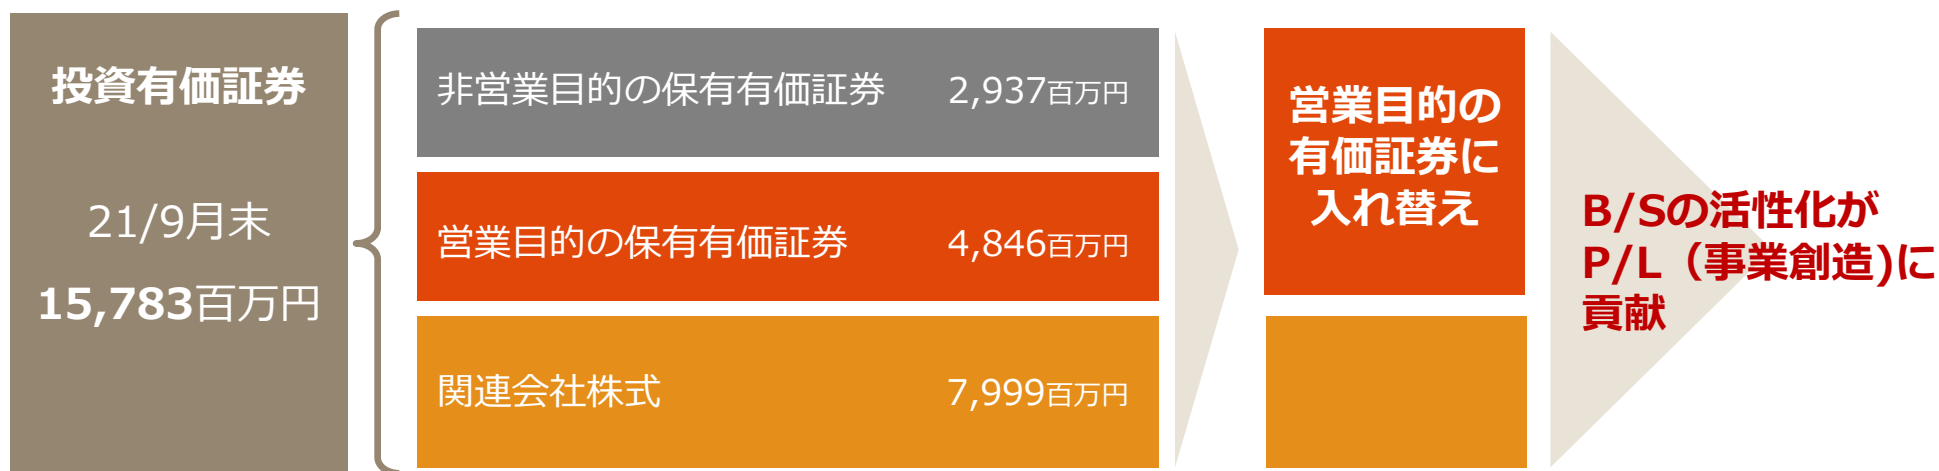 投資有価証券
21/9月末
15,783百万円
非営業目的の保有有価証券 2,937百万円
営業目的の保有有価証券 4,846百万円
関連会社株式 7,999百万円
営業目的の
有価証券に
入れ替え
B/Sの活性化が
P/L（事業創造)に
貢献